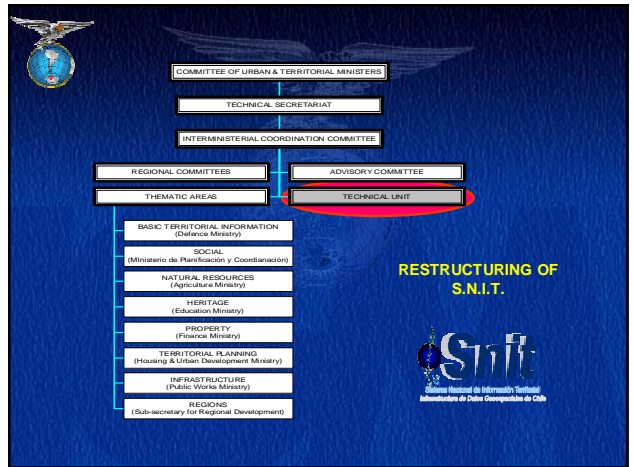 COMMITTEE OF URBAN & TERRITORIAL MINISTERS
TECHNICAL SECRETARIAT
INTERMINISTERIAL COORDINATION COMMITTEE
REGIONAL COMMITTEES
ADVISORY COMMITTEE
THEMATIC AREAS
TECHNICAL UNIT
BASIC TERRITORIAL INFORMATION
(Defence Ministry)
SOCIAL
(MInisterio de Planificación y Coordianación)
NATURAL RESOURCES
(Agriculture Ministry)
HERITAGE
(Education Ministry)
PROPERTY
(Finance Ministry)
TERRITORIAL PLANNING
(Housing & Urban Development Ministry)
INFRASTRUCTURE
(Public Works Ministry)
REGIONS
(Sub-secretary for Regional Development)
RESTRUCTURING OF
S.N.I.T.
Snit
Sistema Nacional de Información Territorial
Infraestructura de Datos Geoespaciales de Chile